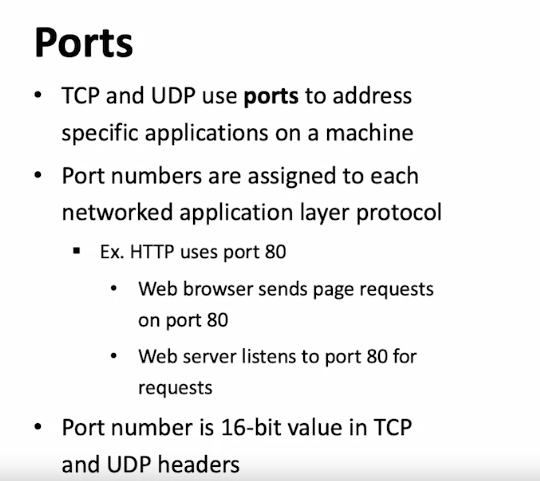 Ports
• TCP and UDP use ports to address
specific applications on a machine
• Port numbers are assigned to each
networked application layer protocol
▪ Ex. HTTP uses port 80
• Web browser sends page requests
on port 80
• Web server listens to port 80 for
requests
• Port number is 16-bit value in TCP
and UDP headers